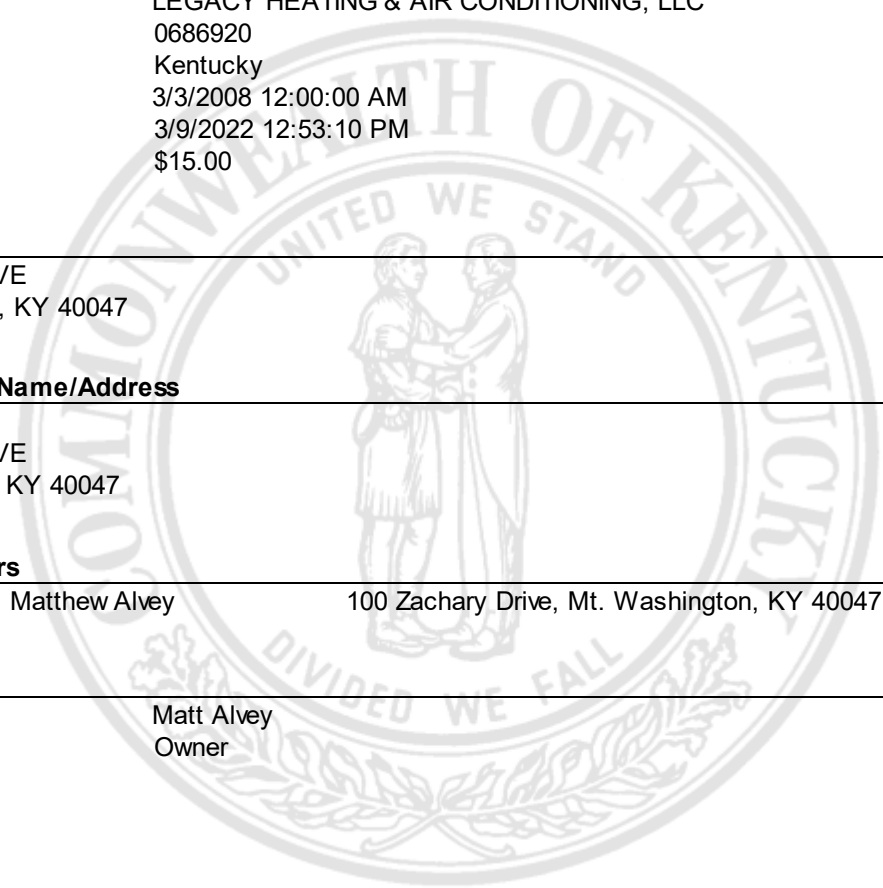 LEGACY HEATING & AIR CONDITIONING, LLC
0686920
Kentucky
3/3/2008 12:00:00 AM
3/9/2022 12:53:10 PM
$15.00
VE
, KY 40047
Name/Address
VE
KY 40047
rs
Matthew Alvey 100 Zachary Drive, Mt. Washington, KY 40047
Matt Alvey
Owner
COMMONWEALTH OF KENTUCKY
UNITED WE STAND
DIVIDED WE FALL